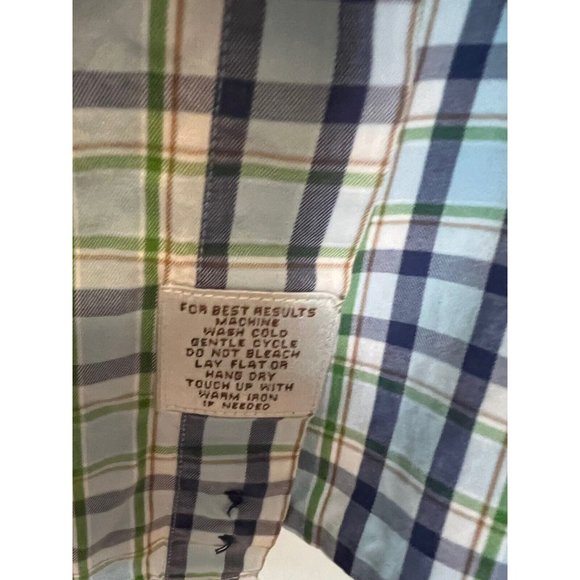 FOR BEST RESULTS
MACHINE
WASH COLD
GENTLE CYCLE
DO NOT BLEACH
LAY FLAT OR
HANG DRY
TOUCH UP WITH
WARM IRON
IF NEEDED